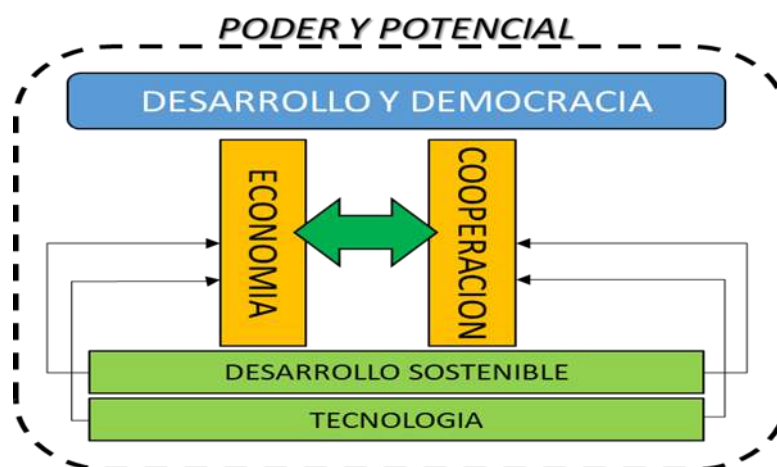 PODER Y POTENCIAL
DESARROLLO Y DEMOCRACIA
ECONOMIA
COOPERACION
DESARROLLO SOSTENIBLE
TECNOLOGIA